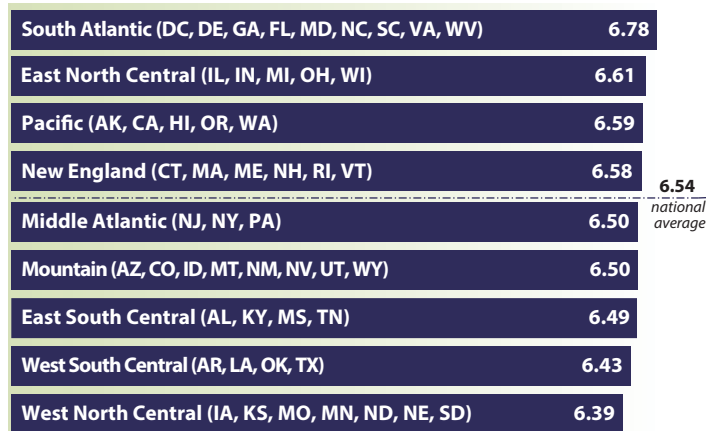 South Atlantic (DC, DE, GA, FL, MD, NC, SC, VA, WV) 6.78
East North Central (IL, IN, MI, OH, WI) 6.61
Pacific (AK, CA, HI, OR, WA) 6.59
New England (CT, MA, ME, NH, RI, VT) 6.58
6.54
national
average
Middle Atlantic (NJ, NY, PA) 6.50
Mountain (AZ, CO, ID, MT, NM, NV, UT, WY) 6.50
East South Central (AL, KY, MS, TN) 6.49
West South Central (AR, LA, OK, TX) 6.43
West North Central (IA, KS, MO, MN, ND, NE, SD) 6.39